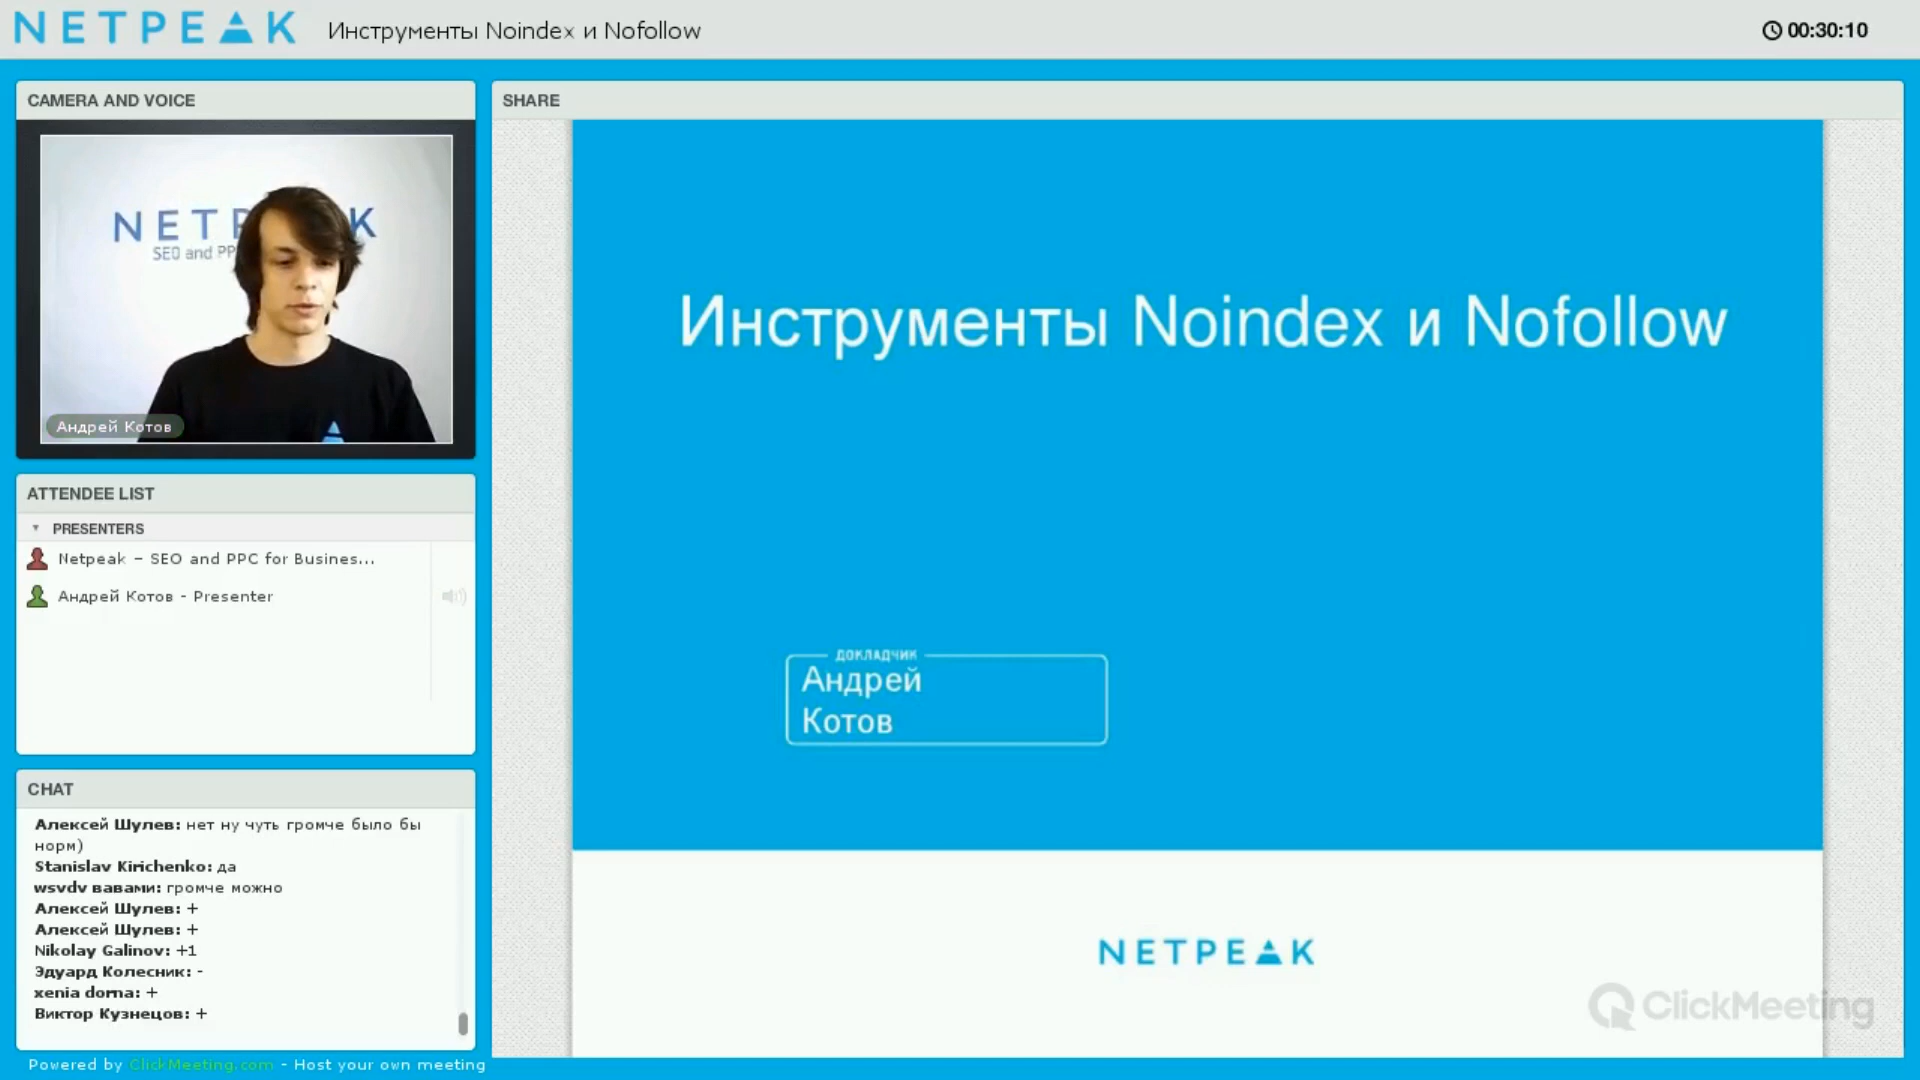 NETPEAK
Инструменты Noindex и Nofollow
00:30:10
CAMERA AND VOICE
SEO and PP
Андрей Котов
ATTENDEE LIST
PRESENTERS
Netpeak – SEO and PPC for Busines...
Андрей Котов - Presenter
CHAT
Алексей Шулев: нет ну чуть громче было бы
норм)
Stanislav Kirichenko: да
wsvdv вавами: громче можно
Алексей Шулев: +
Алексей Шулев: +
Nikolay Galinov: +1
Эдуард Колесник: -
xenia dorna: +
Виктор Кузнецов: +
Powered by ClickMeeting.com - Host your own meeting
SHARE
Инструменты Noindex и Nofollow
ДОКЛАДЧИК
Андрей
Котов
NETPEAK
ClickMeeting